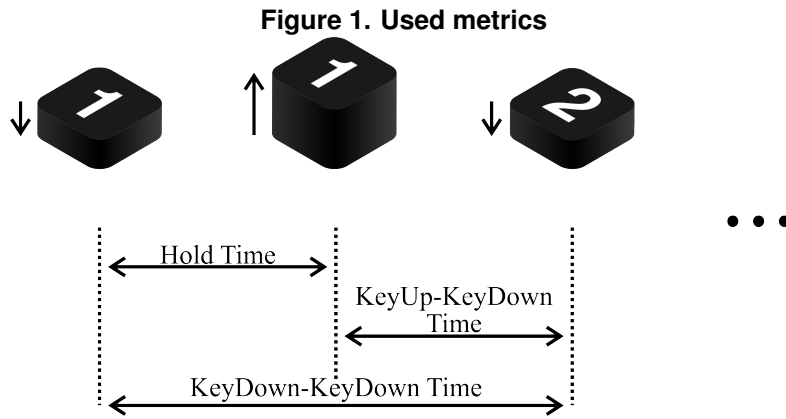 Figure 1. Used metrics
1
1
2
Hold Time
KeyUp-KeyDown
Time
KeyDown-KeyDown Time